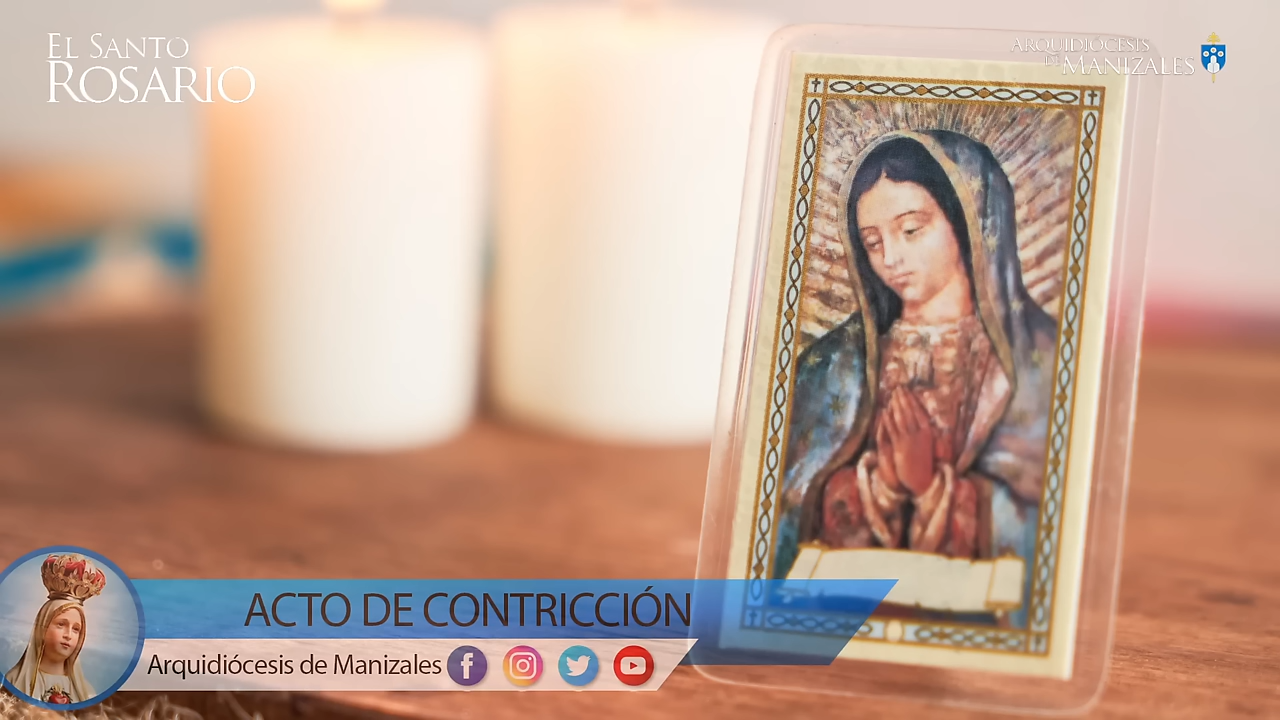 EL SANTO
ROSARIO
ARQUIDIÓCESIS
DE MANIZALES
ACTO DE CONTRICCIÓN
Arquidiócesis de Manizales